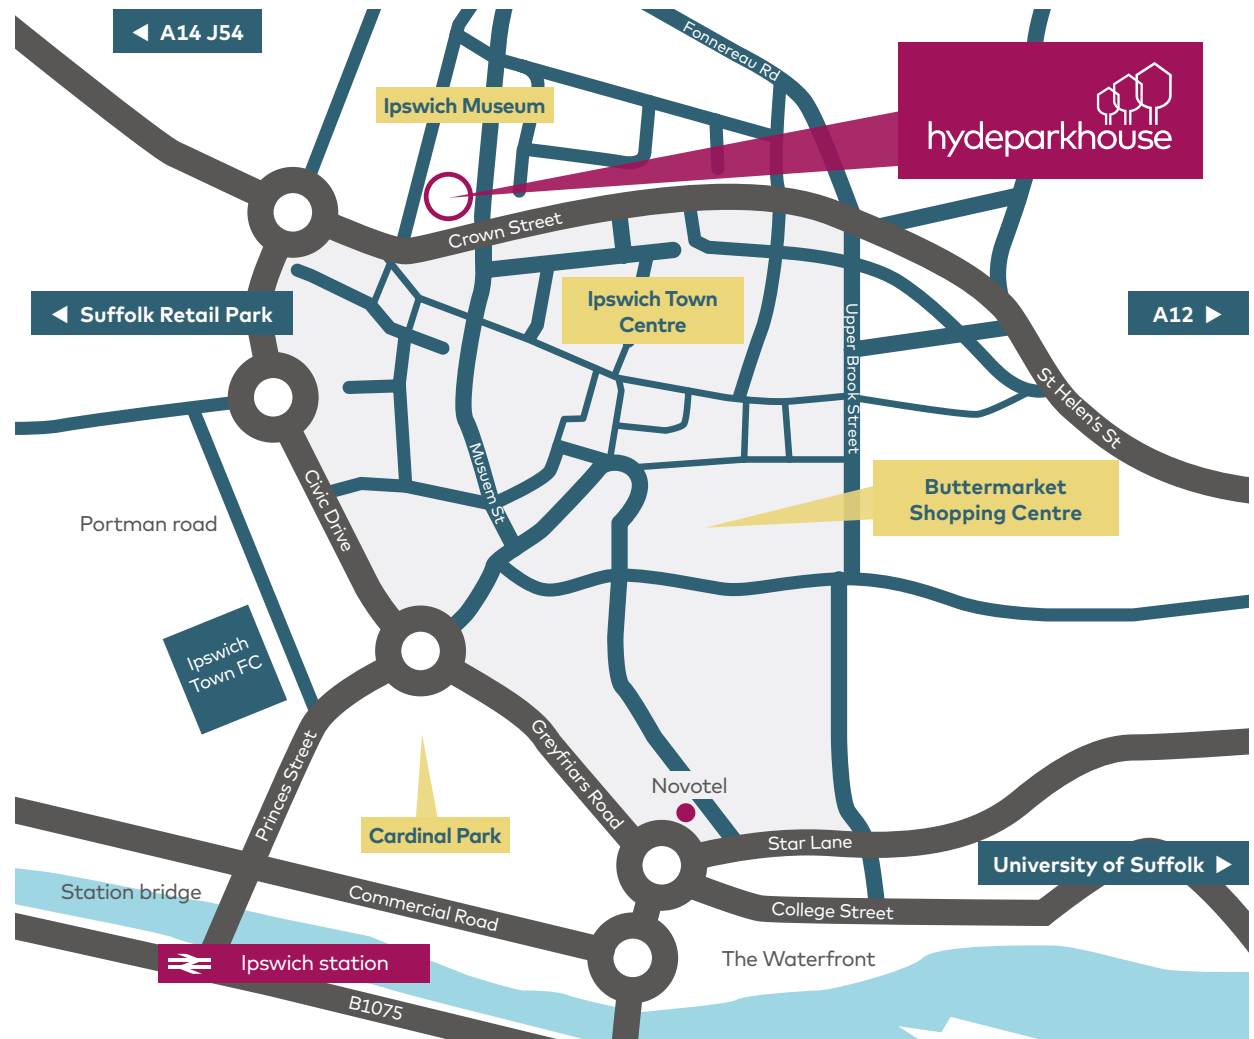 A14 J54
Fonnereau Rd
Ipswich Museum
hydeparkhouse
Crown Street
Suffolk Retail Park
Ipswich Town
Centre
A12
Upper Brook Street
St Helen's St
Musuem St
Civic Drive
Buttermarket
Shopping Centre
Portman road
Ipswich
Town FC
Greyfriars Road
Princes Street
Novotel
Cardinal Park
Star Lane
University of Suffolk
Station bridge
Commercial Road
College Street
Ipswich station
The Waterfront
B1075